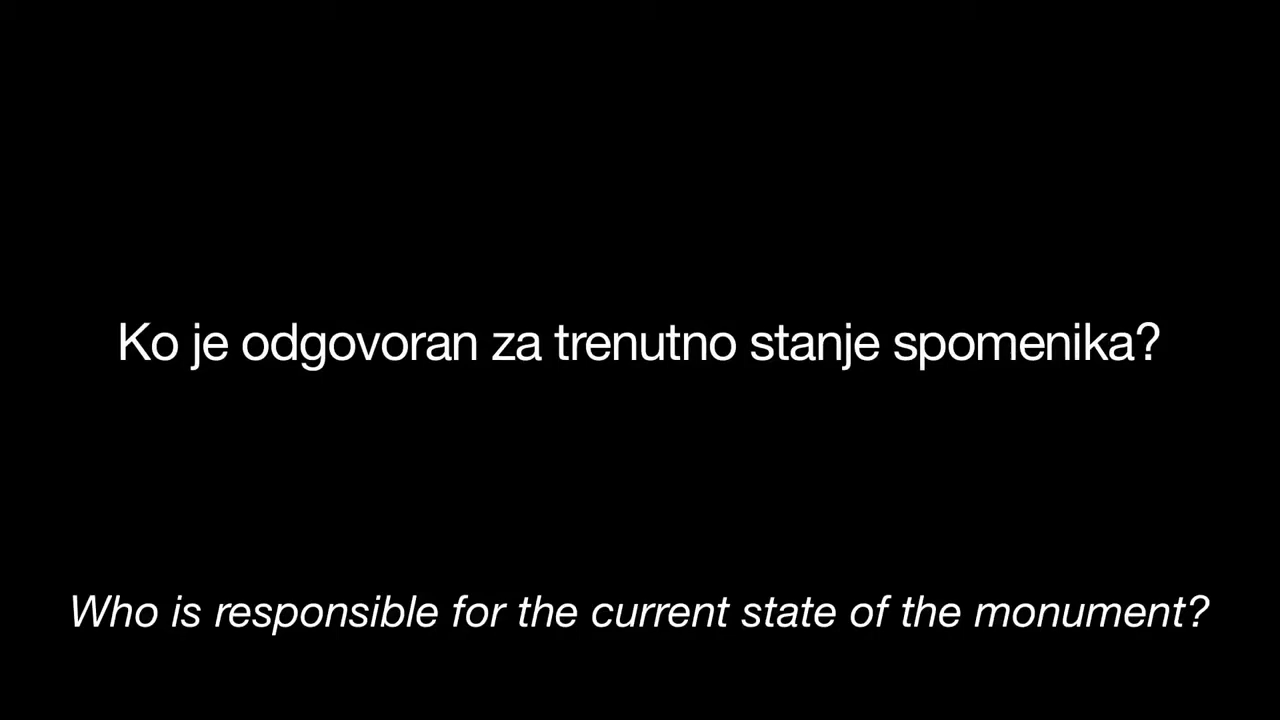 Ko je odgovoran za trenutno stanje spomenika?
Who is responsible for the current state of the monument?